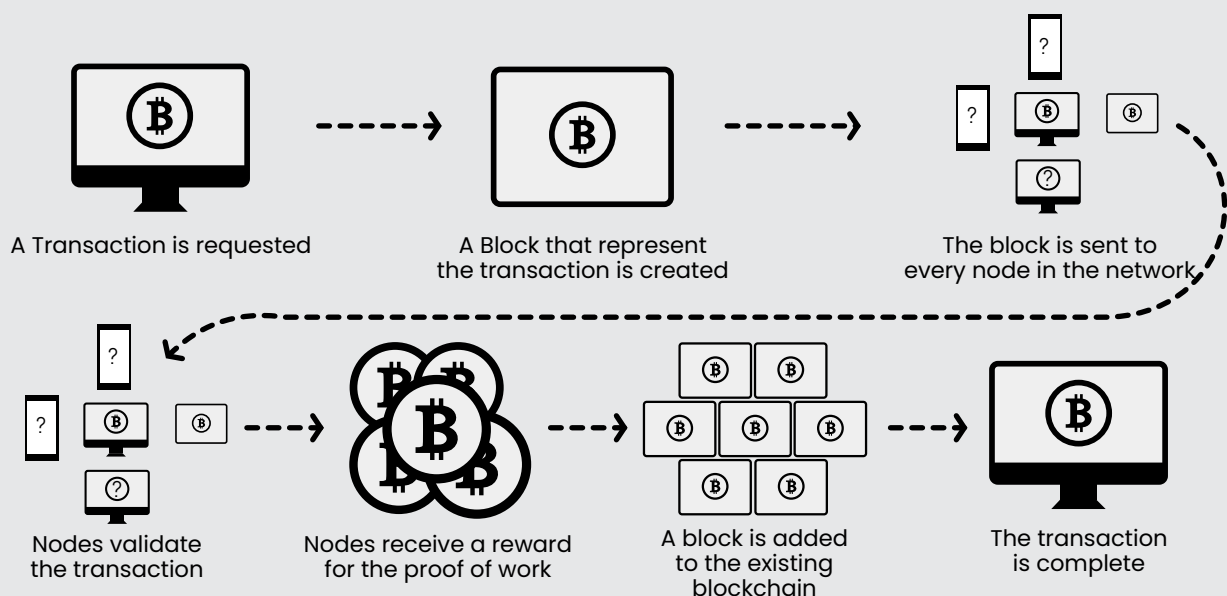 A Transaction is requested
A Block that represent
the transaction is created
The block is sent to
every node in the network
?
?
?
Nodes validate
the transaction
Nodes receive a reward
for the proof of work
A block is added
to the existing
blockchain
The transaction
is complete
?
?
?